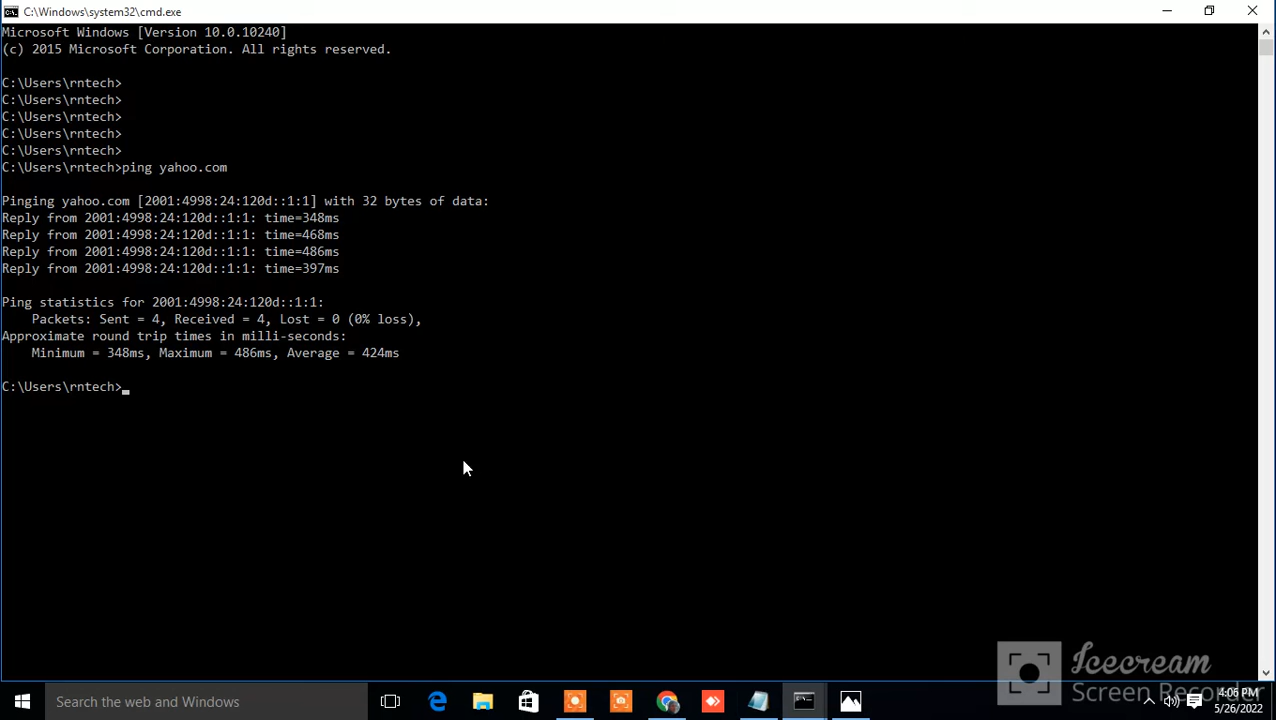 C:\Windows\system32\cmd.exe
Microsoft Windows [Version 10.0.10240]
(c) 2015 Microsoft Corporation. All rights reserved.
C:\Users\rntech>
C:\Users\rntech>
C:\Users\rntech>
C:\Users\rntech>
C:\Users\rntech>
C:\Users\rntech>ping yahoo.com
Pinging yahoo.com [2001:4998:24:120d::1:1] with 32 bytes of data:
Reply from 2001:4998:24:120d::1:1: time=348ms
Reply from 2001:4998:24:120d::1:1: time=468ms
Reply from 2001:4998:24:120d::1:1: time=486ms
Reply from 2001:4998:24:120d::1:1: time=397ms
Ping statistics for 2001:4998:24:120d::1:1:
Packets: Sent = 4, Received = 4, Lost = 0 (0% loss),
Approximate round trip times in milli-seconds:
Minimum = 348ms, Maximum = 486ms, Average = 424ms
C:\Users\rntech>_
Icecream
Screen Recorder
Search the web and Windows
4:06 PM
5/26/2022